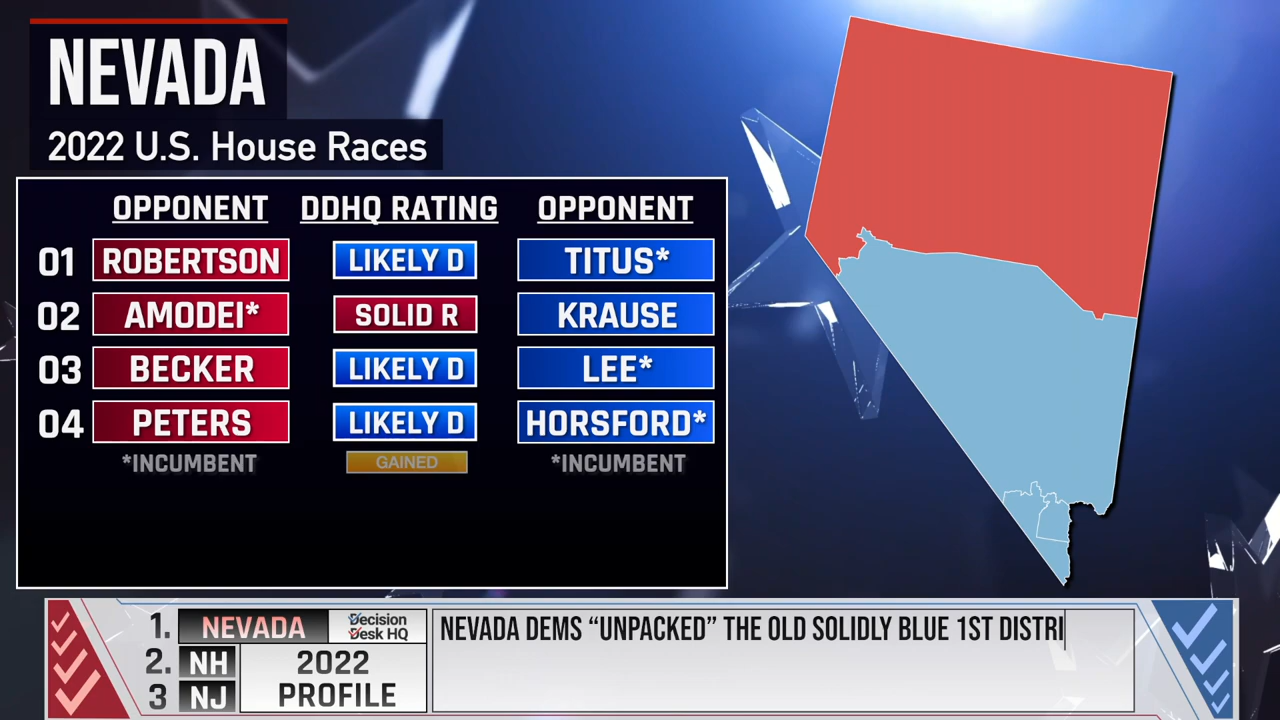 NEVADA
2022 U.S. House Races
OPPONENT DDHQ RATING OPPONENT
01 ROBERTSON LIKELY D TITUS*
02 AMODEI* SOLID R KRAUSE
03 BECKER LIKELY D LEE*
04 PETERS LIKELY D HORSFORD*
*INCUMBENT GAINED *INCUMBENT
1. NEVADA Decision Desk HQ
2. NH 2022
3 NJ PROFILE
NEVADA DEMS “UNPACKED” THE OLD SOLIDLY BLUE 1ST DISTRI